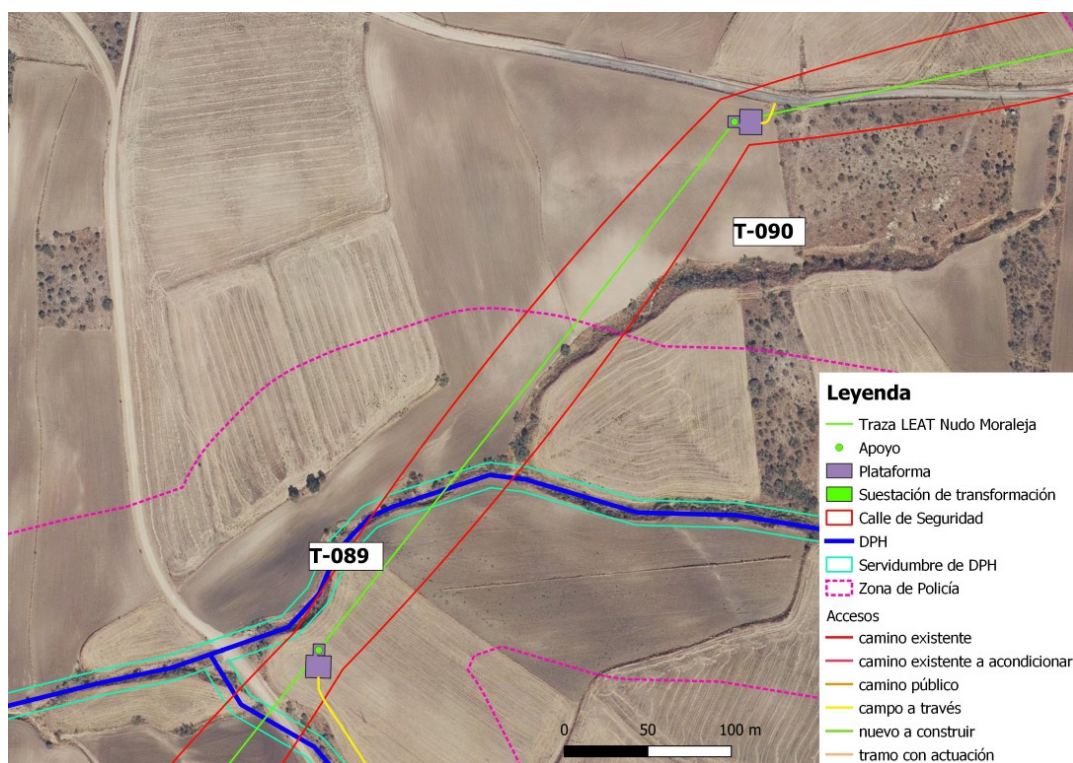 T-090
T-089
Leyenda
Traza LEAT Nudo Moraleja
Apoyo
Plataforma
Suestación de transformación
Calle de Seguridad
DPH
Servidumbre de DPH
Zona de Policía
Accesos
camino existente
camino existente a acondicionar
camino público
campo a través
nuevo a construir
tramo con actuación
0 50 100 m